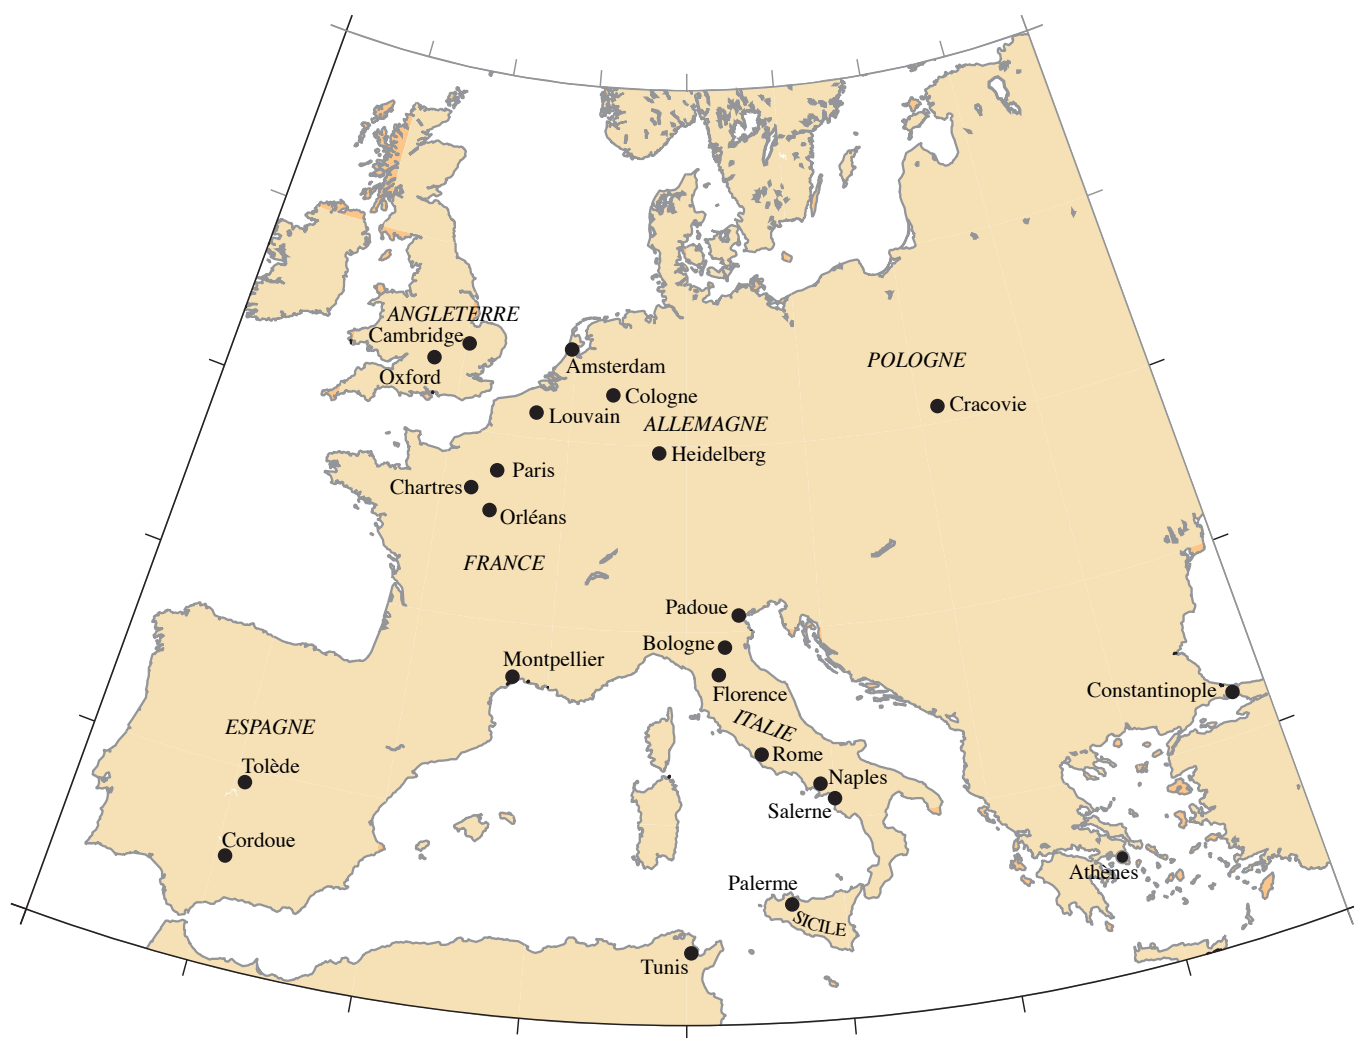 ANGLETERRE
Cambridge
Oxford
Amsterdam
POLOGNE
Cologne
Cracovie
Louvain
ALLEMAGNE
Heidelberg
Paris
Chartres
Orléans
FRANCE
Padoue
Bologne
Montpellier
Constantinople
Florence
ESPAGNE
ITALIE
Rome
Tolède
Naples
Salerne
Cordoue
Athènes
Palerme
SICILE
Tunis